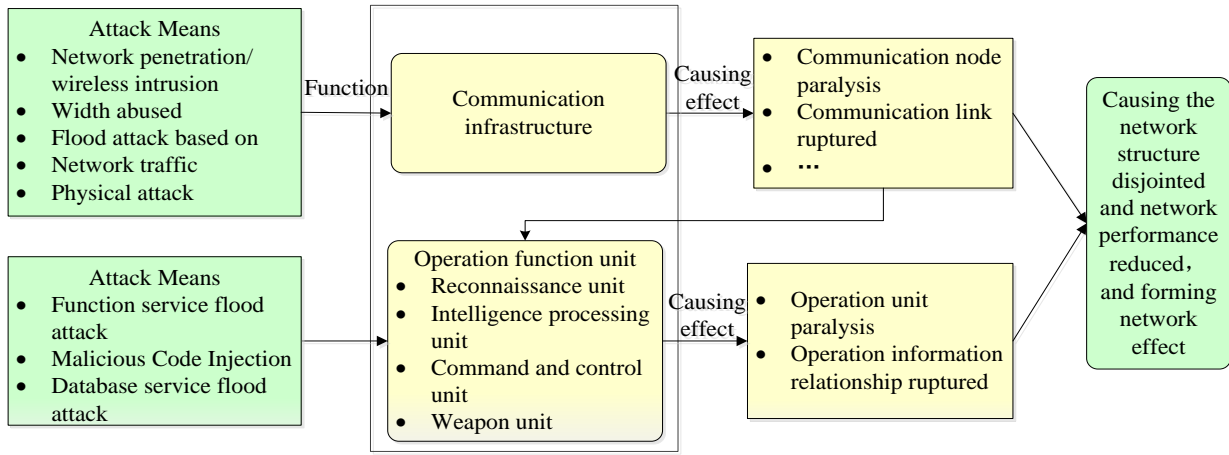 Attack Means
• Network penetration/
wireless intrusion
• Width abused
• Flood attack based on
• Network traffic
• Physical attack
Function
Communication
infrastructure
Causing
effect
• Communication node
paralysis
• Communication link
ruptured
• ···
Causing the
network
structure
disjointed
and network
performance
reduced，
and forming
network
effect
Attack Means
• Function service flood
attack
• Malicious Code Injection
• Database service flood
attack
Operation function unit
• Reconnaissance unit
• Intelligence processing
unit
• Command and control
unit
• Weapon unit
Causing
effect
• Operation unit
paralysis
• Operation information
relationship ruptured